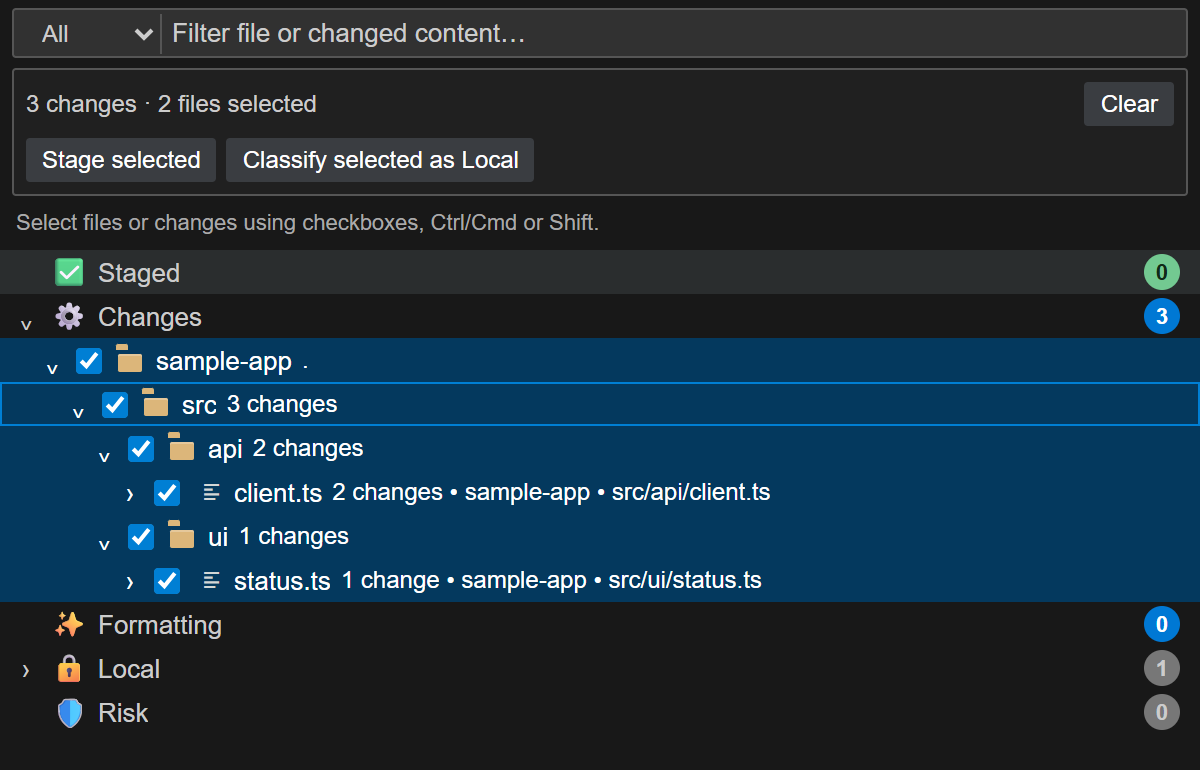 All Filter file or changed content…
3 changes · 2 files selected Clear
Stage selected Classify selected as Local
Select files or changes using checkboxes, Ctrl/Cmd or Shift.
Staged 0
Changes 3
sample-app .
src 3 changes
api 2 changes
client.ts 2 changes • sample-app • src/api/client.ts
ui 1 changes
status.ts 1 change • sample-app • src/ui/status.ts
Formatting 0
Local 1
Risk 0